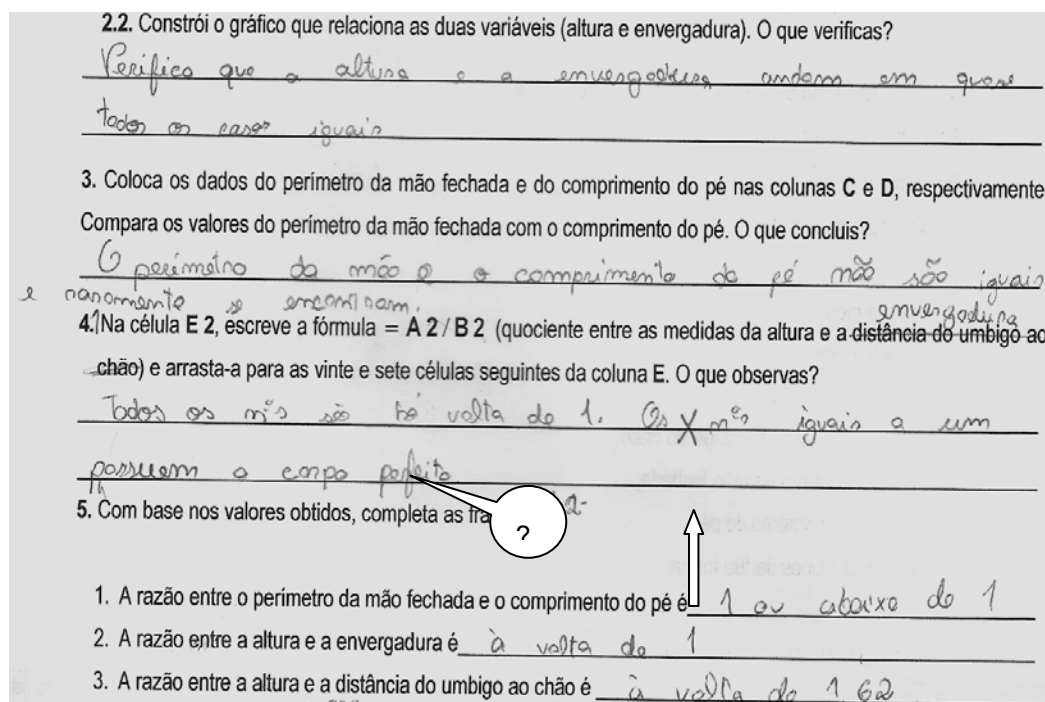 2.2. Constrói o gráfico que relaciona as duas variáveis (altura e envergadura). O que verificas?
Verifico que a altura e a envergadura andam em quase
todos os casos iguais
3. Coloca os dados do perímetro da mão fechada e do comprimento do pé nas colunas C e D, respectivamente
Compara os valores do perímetro da mão fechada com o comprimento do pé. O que concluis?
O perímetro da mão e o comprimento do pé não são iguais
e raramente se encontram.
envergadura
4. Na célula E 2, escreve a fórmula = A 2 / B 2 (quociente entre as medidas da altura e a distância do umbigo ao
chão) e arrasta-a para as vinte e sete células seguintes da coluna E. O que observas?
Todos os nºs são à volta de 1. Os X nºs iguais a um
possuem o corpo perfeito
5. Com base nos valores obtidos, completa as fra
?
1. A razão entre o perímetro da mão fechada e o comprimento do pé é 1 ou abaixo de 1
2. A razão entre a altura e a envergadura é à volta de 1
3. A razão entre a altura e a distância do umbigo ao chão é à volta de 1 62